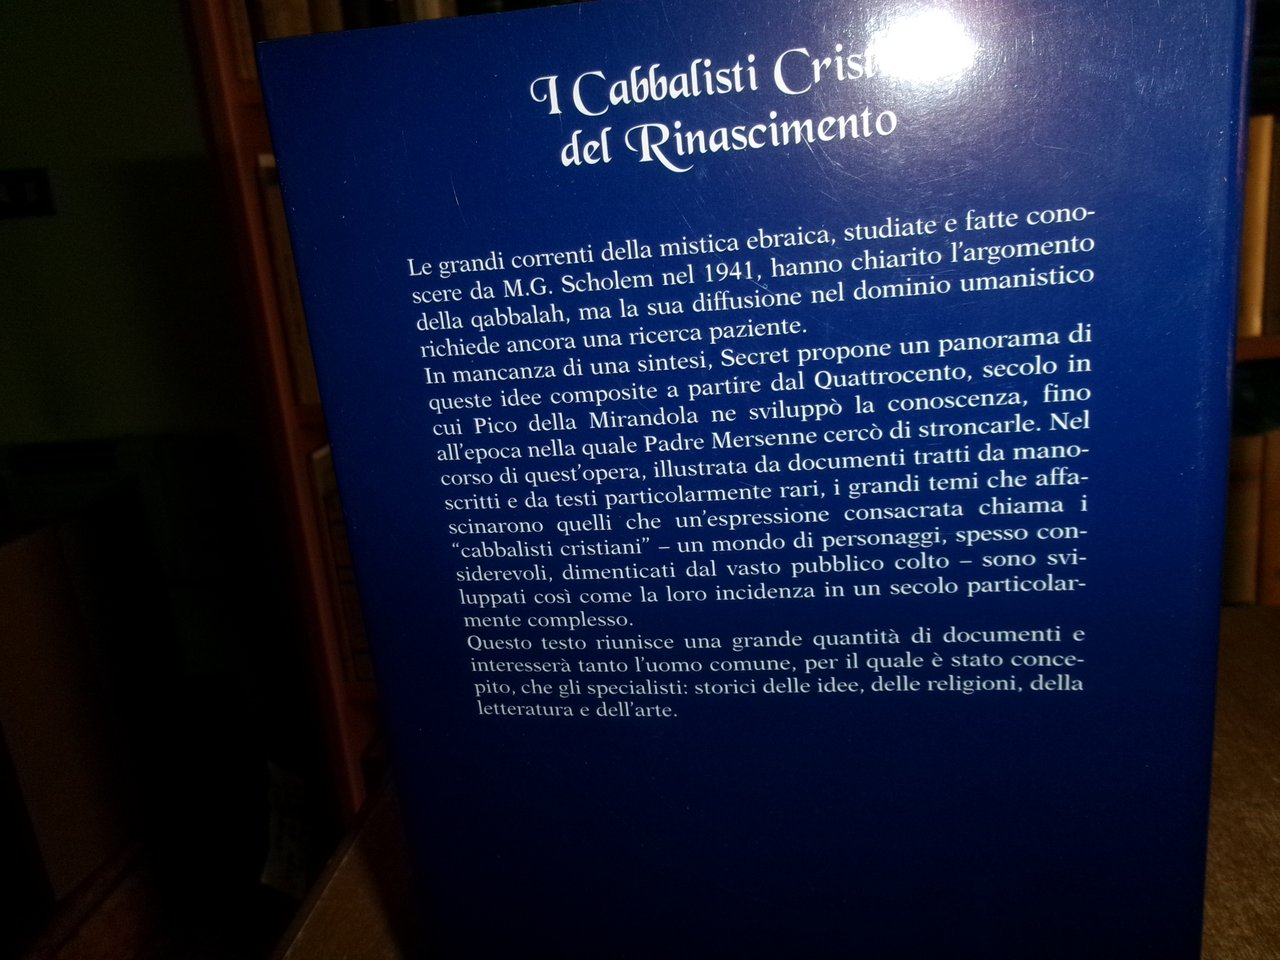 I Cabbalisti
del Rinascimento
Le grandi correnti della mistica ebraica, studiate e fatte cono-
scere da M.G. Scholem nel 1941, hanno chiarito l'argomento
della qabbalah, ma la sua diffusione nel dominio umanistico
richiede ancora una ricerca paziente.
In mancanza di una sintesi, Secret propone un panorama di
queste idee composite a partire dal Quattrocento, secolo in
cui Pico della Mirandola ne sviluppò la conoscenza, fino
all'epoca nella quale Padre Mersenne cercò di stroncarle. Nel
corso di quest'opera, illustrata da documenti tratti da mano-
scritti e da testi particolarmente rari, i grandi temi che affa-
scinarono quelli che un'espressione consacrata chiama i
“cabbalisti cristiani” – un mondo di personaggi, spesso con-
siderevoli, dimenticati dal vasto pubblico colto – sono svi-
luppati così come la loro incidenza in un secolo particolar-
mente complesso.
Questo testo riunisce una grande quantità di documenti e
interesserà tanto l'uomo comune, per il quale è stato conce-
pito, che gli specialisti: storici delle idee, delle religioni, della
letteratura e dell'arte.